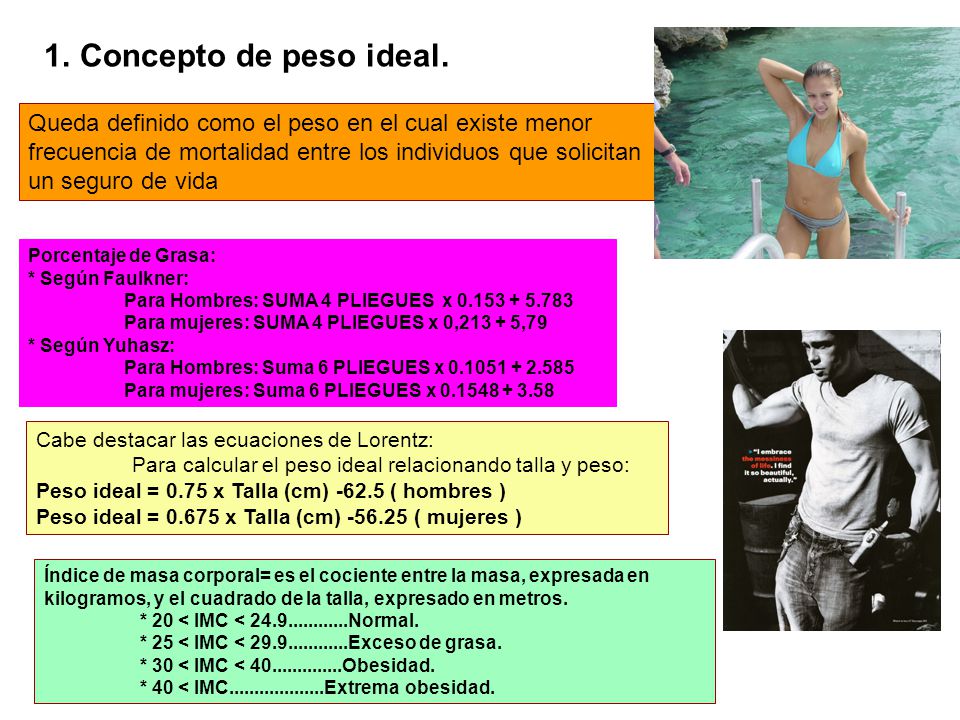 1. Concepto de peso ideal.
Queda definido como el peso en el cual existe menor
frecuencia de mortalidad entre los individuos que solicitan
un seguro de vida
Porcentaje de Grasa:
* Según Faulkner:
Para Hombres: SUMA 4 PLIEGUES x 0.153 + 5.783
Para mujeres: SUMA 4 PLIEGUES x 0,213 + 5,79
* Según Yuhasz:
Para Hombres: Suma 6 PLIEGUES x 0.1051 + 2.585
Para mujeres: Suma 6 PLIEGUES x 0.1548 + 3.58
Cabe destacar las ecuaciones de Lorentz:
Para calcular el peso ideal relacionando talla y peso:
Peso ideal = 0.75 x Talla (cm) -62.5 ( hombres )
Peso ideal = 0.675 x Talla (cm) -56.25 ( mujeres )
"I embrace
the messiness
of life. I find
it so beautiful,
actually."
Índice de masa corporal= es el cociente entre la masa, expresada en
kilogramos, y el cuadrado de la talla, expresado en metros.
* 20 < IMC < 24.9............Normal.
* 25 < IMC < 29.9............Exceso de grasa.
* 30 < IMC < 40..............Obesidad.
* 40 < IMC...................Extrema obesidad.